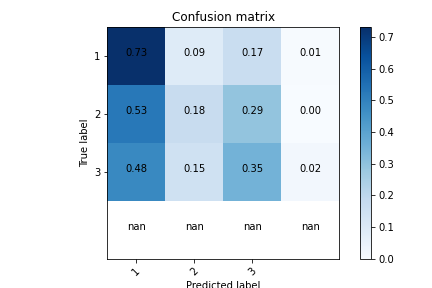 Confusion matrix
0.7
1 0.73 0.09 0.17 0.01
0.6
0.5
2 0.53 0.18 0.29 0.00
0.4
True label
0.3
3 0.48 0.15 0.35 0.02
0.2
nan nan nan nan
0.1
0.0
1 2 3
Predicted label